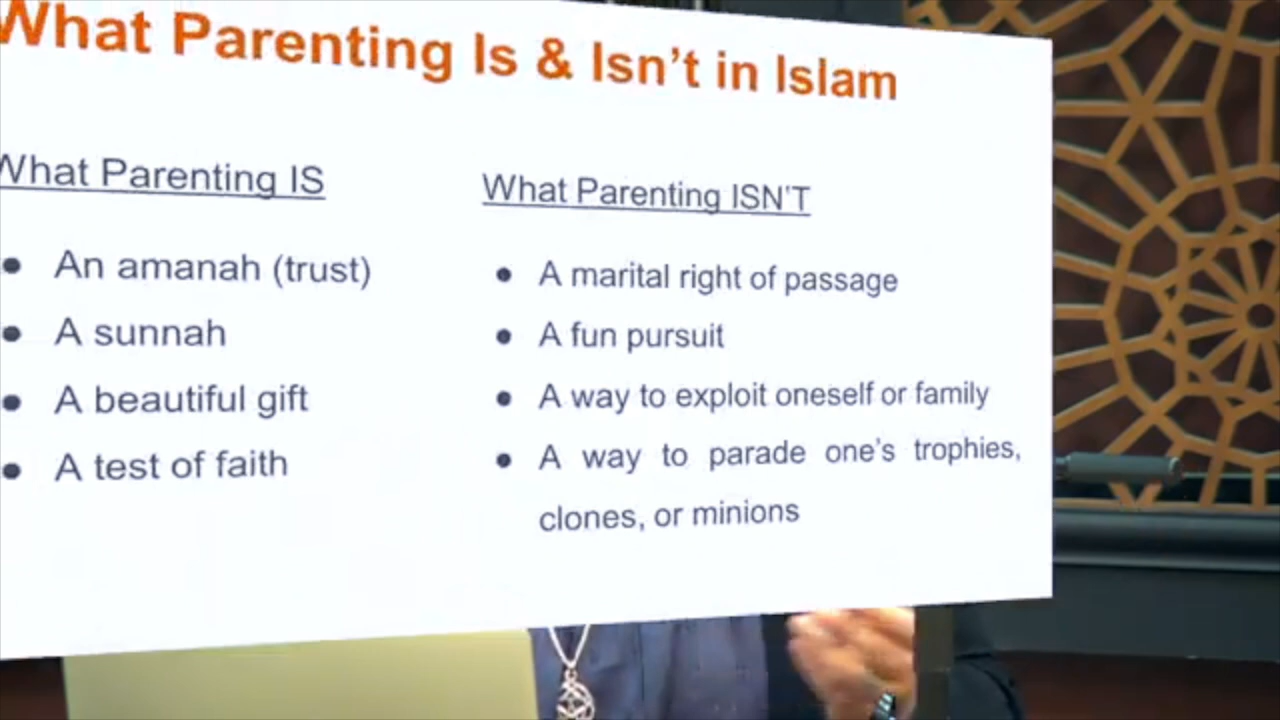 What Parenting Is & Isn't in Islam
What Parenting IS
• An amanah (trust)
• A sunnah
• A beautiful gift
• A test of faith
What Parenting ISN'T
• A marital right of passage
• A fun pursuit
• A way to exploit oneself or family
• A way to parade one's trophies,
clones, or minions